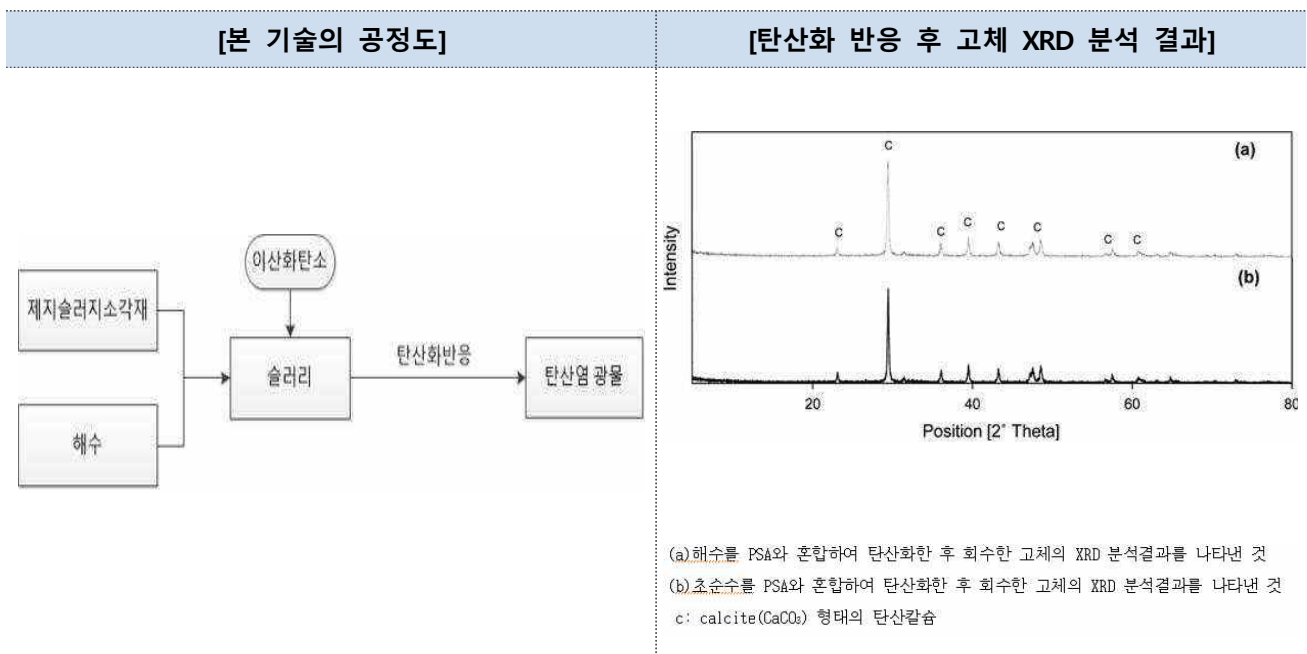 [본 기술의 공정도]
[탄산화 반응 후 고체 XRD 분석 결과]
이산화탄소
제지슬러지소각재
슬러리
탄산화반응
탄산염 광물
해수
(a)
c
c
c
c
c
c
c
c
(b)
Intensity
20
40
60
80
Position [2˚ Theta]
(a)해수를 PSA와 혼합하여 탄산화한 후 회수한 고체의 XRD 분석결과를 나타낸 것
(b)초순수를 PSA와 혼합하여 탄산화한 후 회수한 고체의 XRD 분석결과를 나타낸 것
c: calcite(CaCO₃) 형태의 탄산칼슘